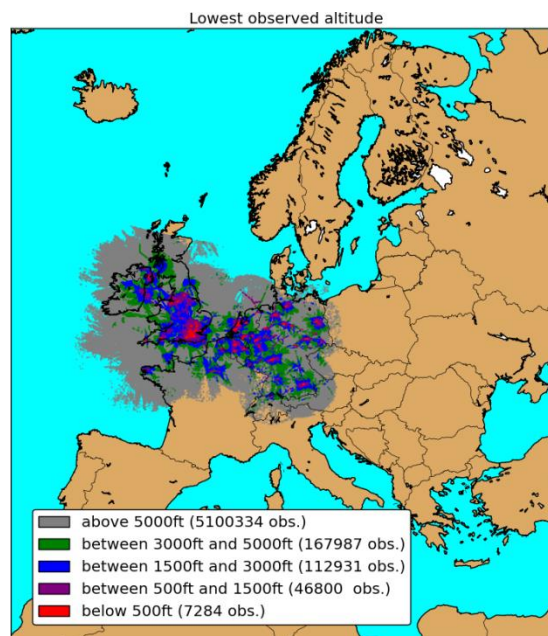 Lowest observed altitude
above 5000ft (5100334 obs.)
between 3000ft and 5000ft (167987 obs.)
between 1500ft and 3000ft (112931 obs.)
between 500ft and 1500ft (46800  obs.)
below 500ft (7284 obs.)